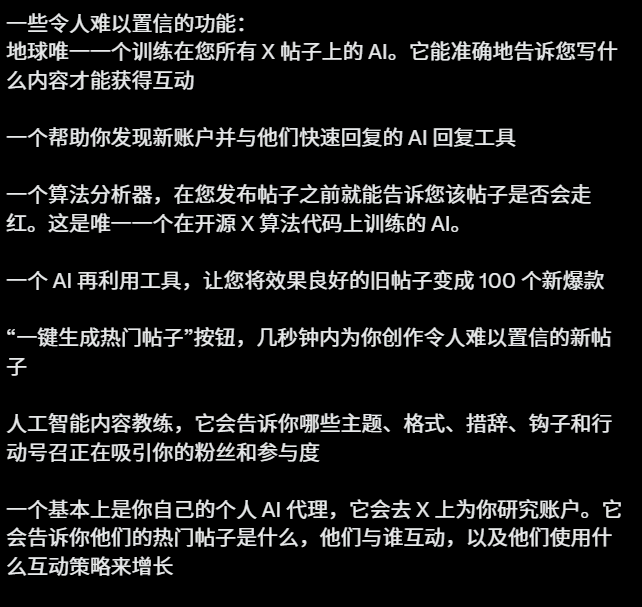 一些令人难以置信的功能：
地球唯一一个训练在您所有 X 帖子上的 AI。它能准确地告诉您写什
么内容才能获得互动
一个帮助你发现新账户并与他们快速回复的 AI 回复工具
一个算法分析器，在您发布帖子之前就能告诉您该帖子是否会走
红。这是唯一一个在开源 X 算法代码上训练的 AI。
一个 AI 再利用工具，让您将效果良好的旧帖子变成 100 个新爆款
“一键生成热门帖子”按钮，几秒钟内为你创作令人难以置信的新帖
子
人工智能内容教练，它会告诉你哪些主题、格式、措辞、钩子和行
动号召正在吸引你的粉丝和参与度
一个基本上是你自己的个人 AI 代理，它会去 X 上为你研究账户。它
会告诉你他们的热门帖子是什么，他们与谁互动，以及他们使用什
么互动策略来增长